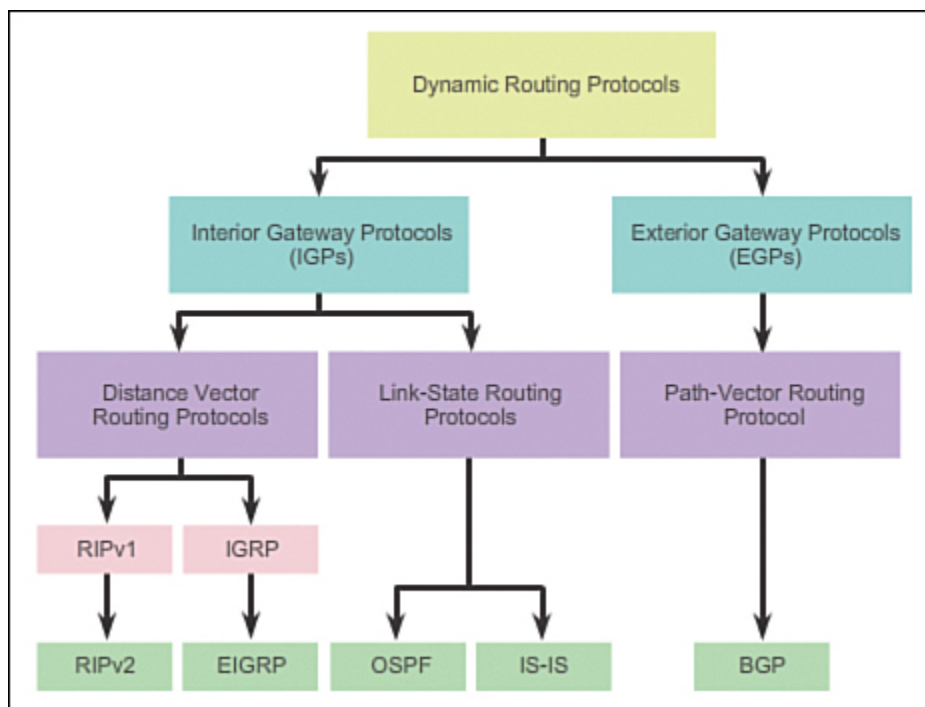 Dynamic Routing Protocols
Interior Gateway Protocols
(IGPs)
Exterior Gateway Protocols
(EGPs)
Distance Vector
Routing Protocols
Link-State Routing
Protocols
Path-Vector Routing
Protocol
RIPv1
IGRP
RIPv2
EIGRP
OSPF
IS-IS
BGP